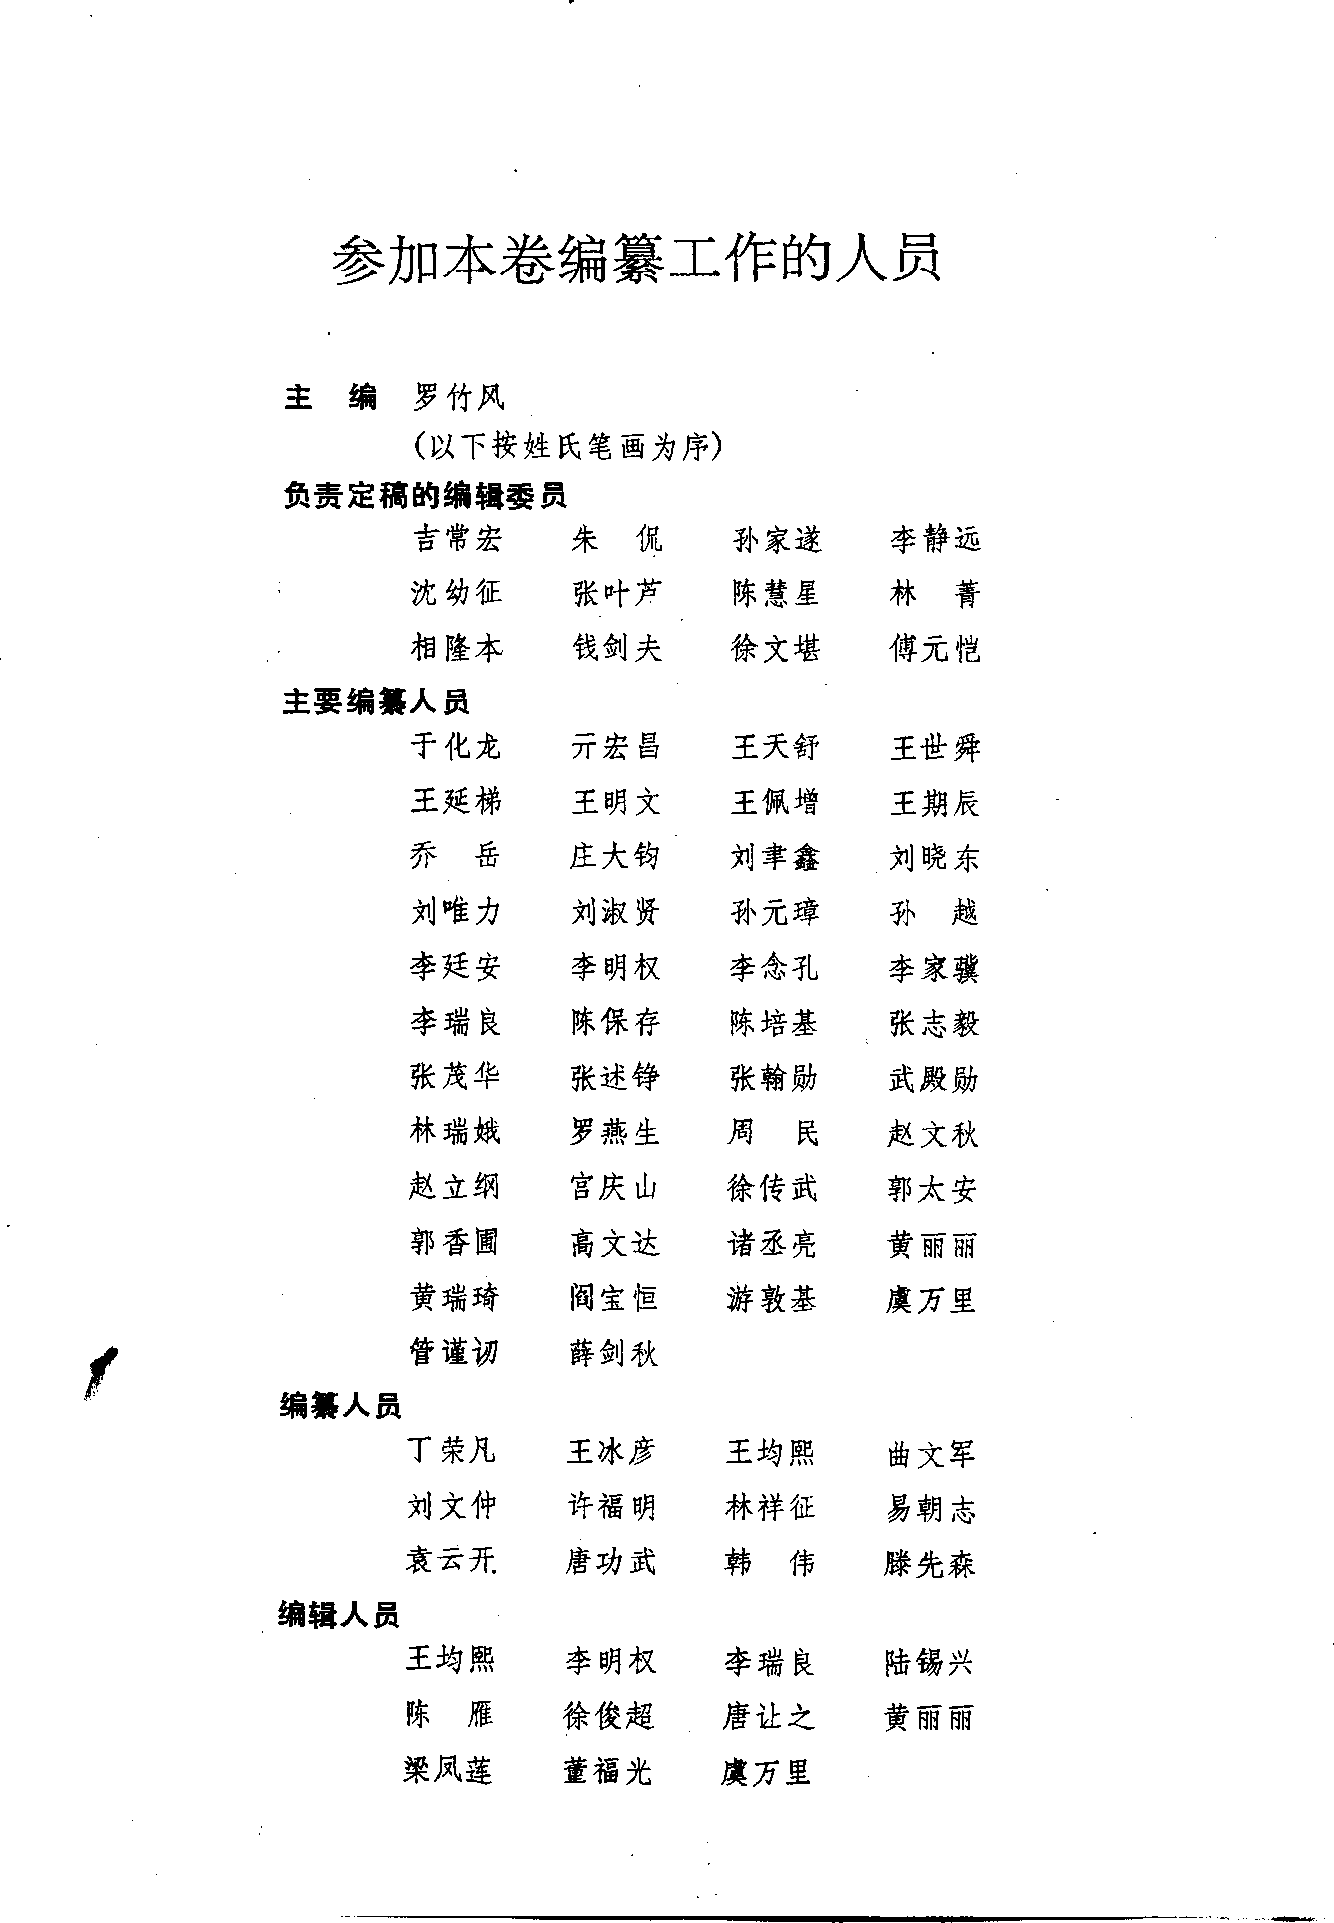 参加本卷编纂工作的人员
主　编　罗竹风
(以下按姓氏笔画为序)
负责定稿的编辑委员
吉常宏　朱　侃　孙家遂　李静远
沈幼征　张叶芦　陈慧星　林　菁
相隆本　钱剑夫　徐文堪　傅元恺
主要编纂人员
于化龙　亓宏昌　王天舒　王世舜
王延梯　王明文　王佩增　王期辰
乔　岳　庄大钧　刘聿鑫　刘晓东
刘唯力　刘淑贤　孙元璋　孙　越
李廷安　李明权　李念孔　李家骥
李瑞良　陈保存　陈培基　张志毅
张茂华　张述铮　张翰勋　武殿勋
林瑞娥　罗燕生　周　民　赵文秋
赵立纲　宫庆山　徐传武　郭太安
郭香圃　高文达　诸丞亮　黄丽丽
黄瑞琦　阎宝恒　游敦基　虞万里
管谨讱　薛剑秋
编纂人员
丁荣凡　王冰彦　王均熙　曲文军
刘文仲　许福明　林祥征　易朝志
袁云开　唐功武　韩　伟　滕先森
编辑人员
王均熙　李明权　李瑞良　陆锡兴
陈　雁　徐俊超　唐让之　黄丽丽
梁凤莲　董福光　虞万里